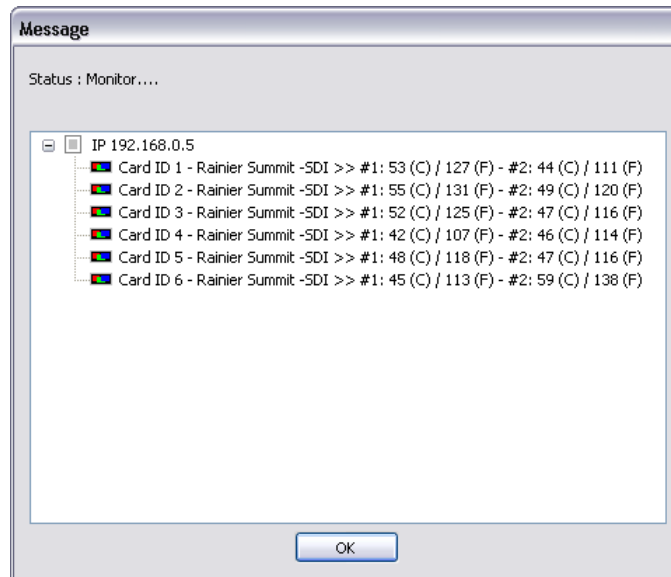 Message
Status : Monitor....
IP 192.168.0.5
Card ID 1 - Rainier Summit -SDI >> #1: 53 (C) / 127 (F) - #2: 44 (C) / 111 (F)
Card ID 2 - Rainier Summit -SDI >> #1: 55 (C) / 131 (F) - #2: 49 (C) / 120 (F)
Card ID 3 - Rainier Summit -SDI >> #1: 52 (C) / 125 (F) - #2: 47 (C) / 116 (F)
Card ID 4 - Rainier Summit -SDI >> #1: 42 (C) / 107 (F) - #2: 46 (C) / 114 (F)
Card ID 5 - Rainier Summit -SDI >> #1: 48 (C) / 118 (F) - #2: 47 (C) / 116 (F)
Card ID 6 - Rainier Summit -SDI >> #1: 45 (C) / 113 (F) - #2: 59 (C) / 138 (F)
OK